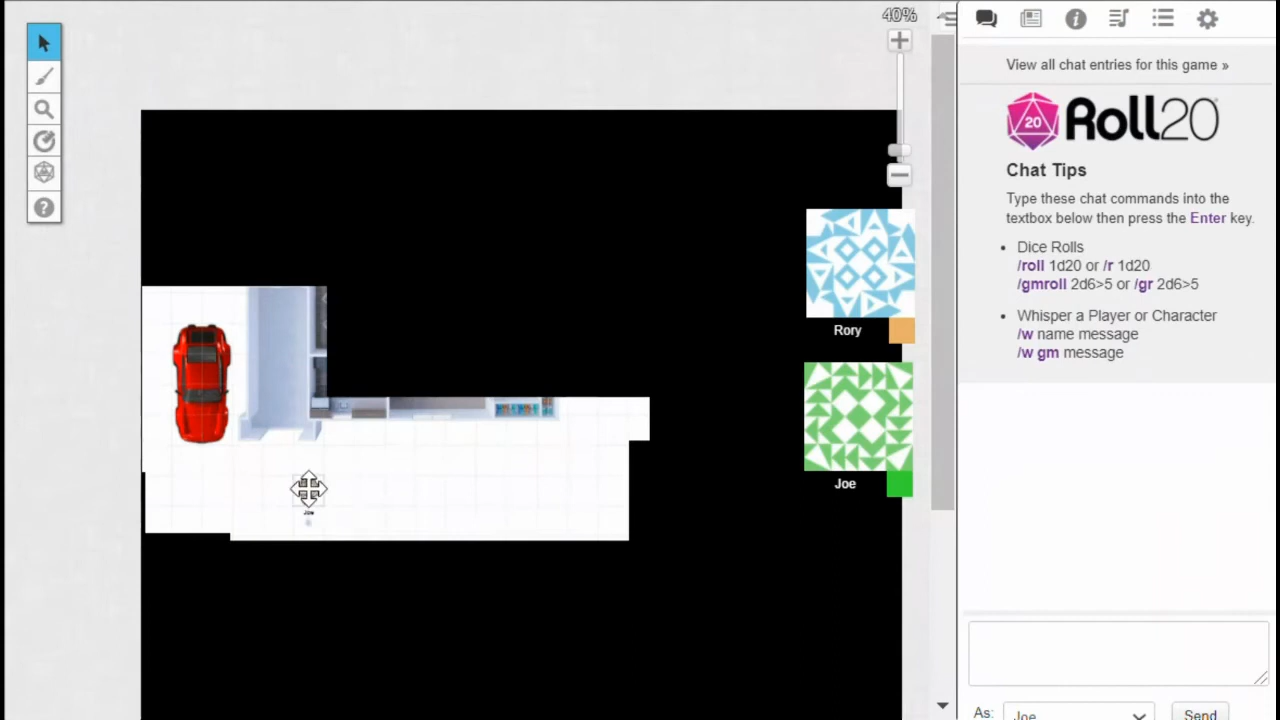 40%
View all chat entries for this game »
20
Roll20
Chat Tips
Type these chat commands into the
textbox below then press the Enter key.
Dice Rolls
/roll 1d20 or /r 1d20
/gmroll 2d6>5 or /gr 2d6>5
Whisper a Player or Character
/w name message
/w gm message
Rory
Joe
Joe
As:
Joe
Send